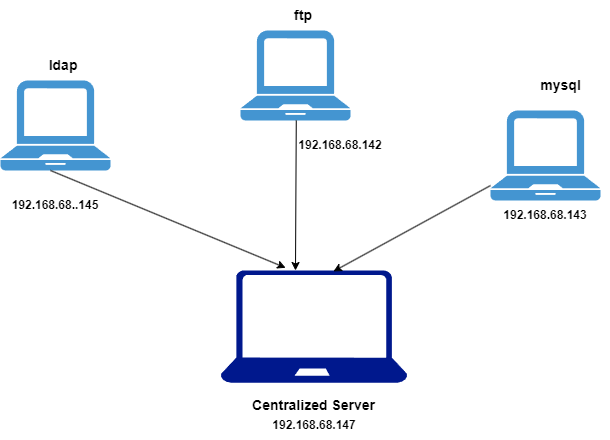 ftp
ldap
mysql
192.168.68.142
192.168.68..145
192.168.68.143
Centralized Server
192.168.68.147